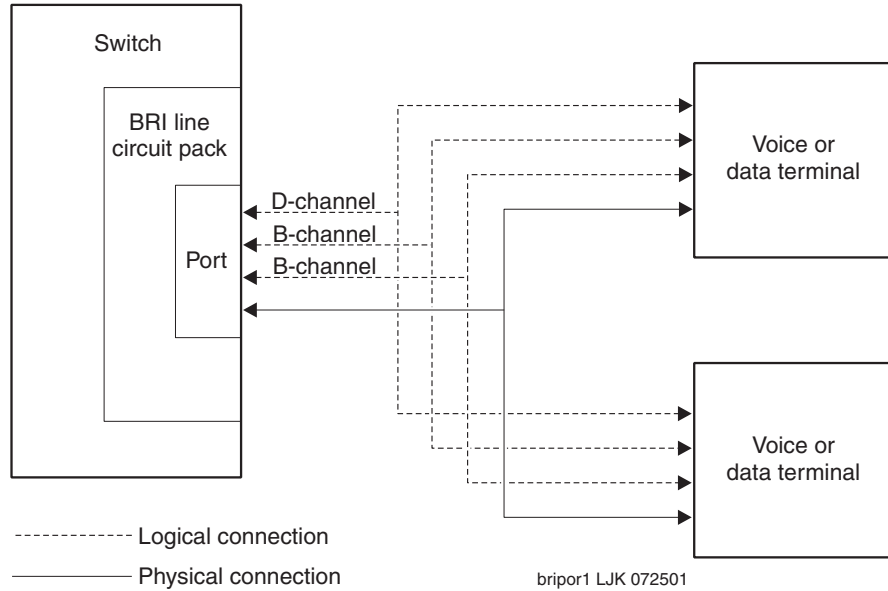 Switch
BRI line
circuit pack
Port
D-channel
B-channel
B-channel
Voice or
data terminal
Voice or
data terminal
Logical connection
Physical connection
bripor1 LJK 072501